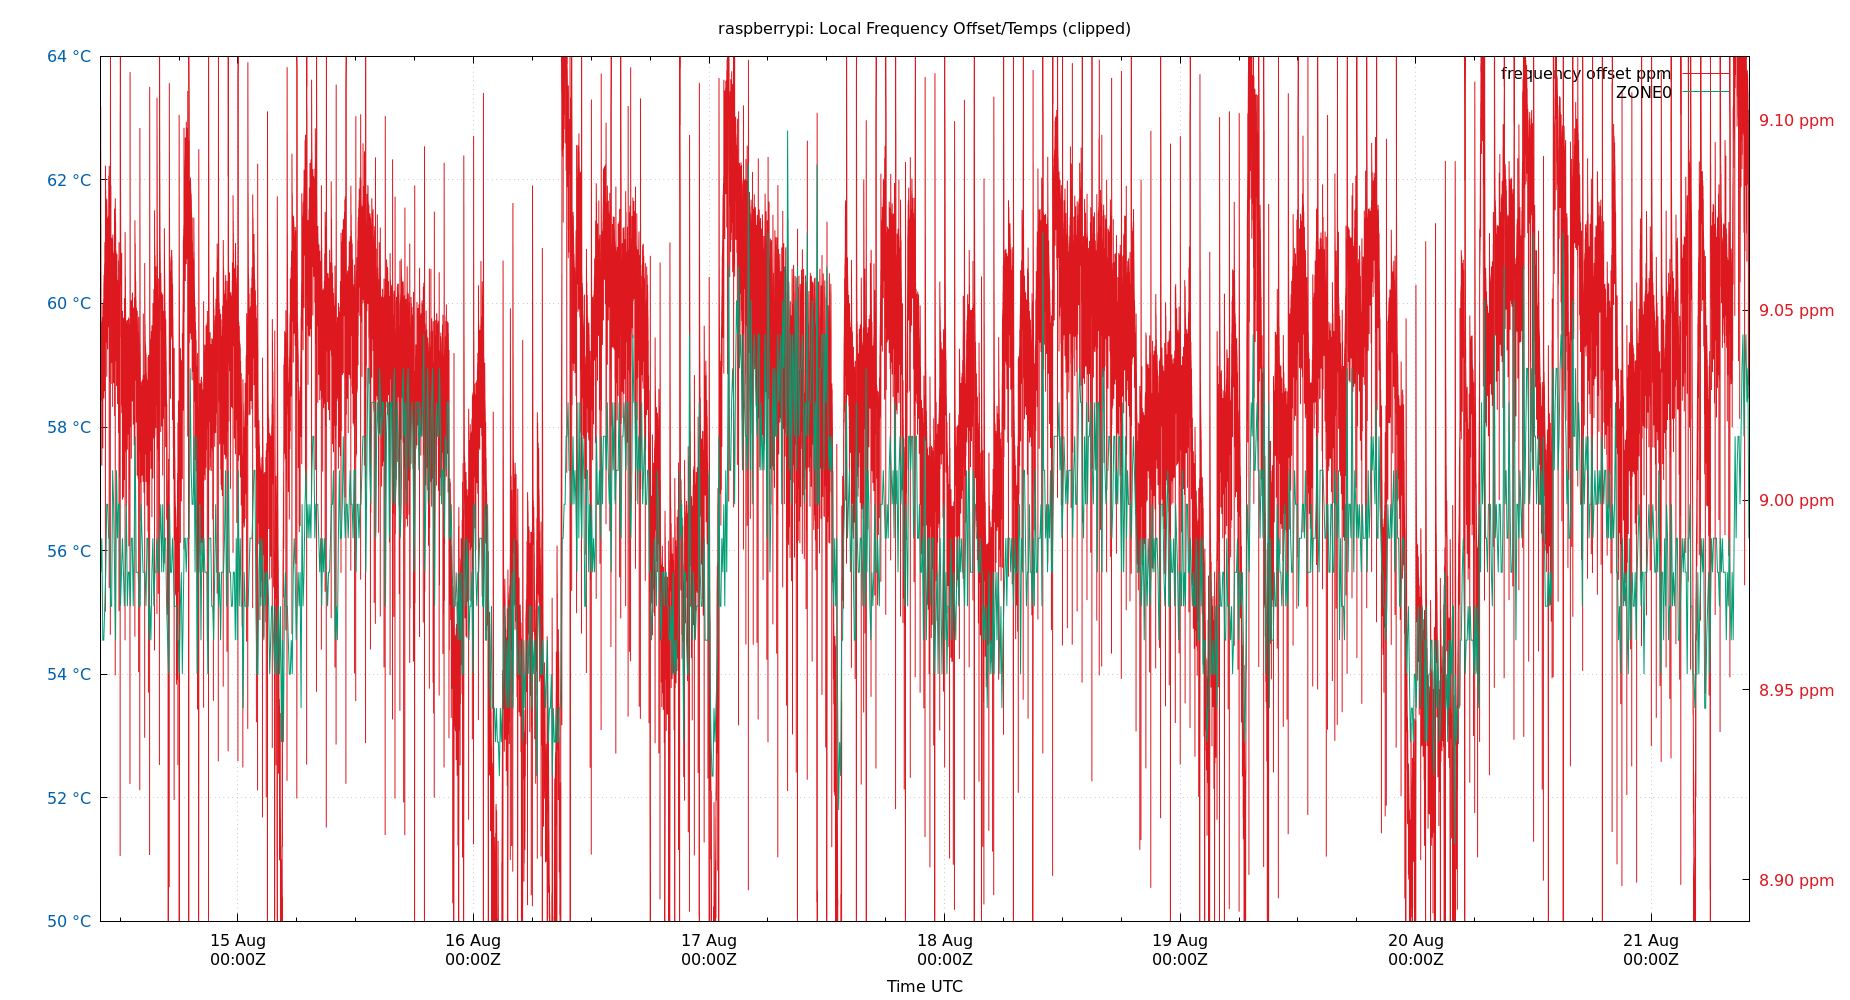 raspberrypi: Local Frequency Offset/Temps (clipped)
64 °C
62 °C
60 °C
58 °C
56 °C
54 °C
52 °C
50 °C
frequency offset ppm
ZONE0
9.10 ppm
9.05 ppm
9.00 ppm
8.95 ppm
8.90 ppm
15 Aug
00:00Z
16 Aug
00:00Z
17 Aug
00:00Z
18 Aug
00:00Z
19 Aug
00:00Z
20 Aug
00:00Z
21 Aug
00:00Z
Time UTC